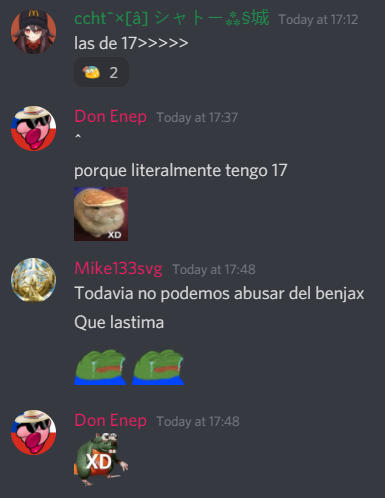 ccht¯×[â] シャトー⁂§城 Today at 17:12
las de 17>>>>>
2
Don Enep Today at 17:37
^
porque literalmente tengo 17
XD
Mike133svg Today at 17:48
Todavia no podemos abusar del benjax
Que lastima
Don Enep Today at 17:48
XD